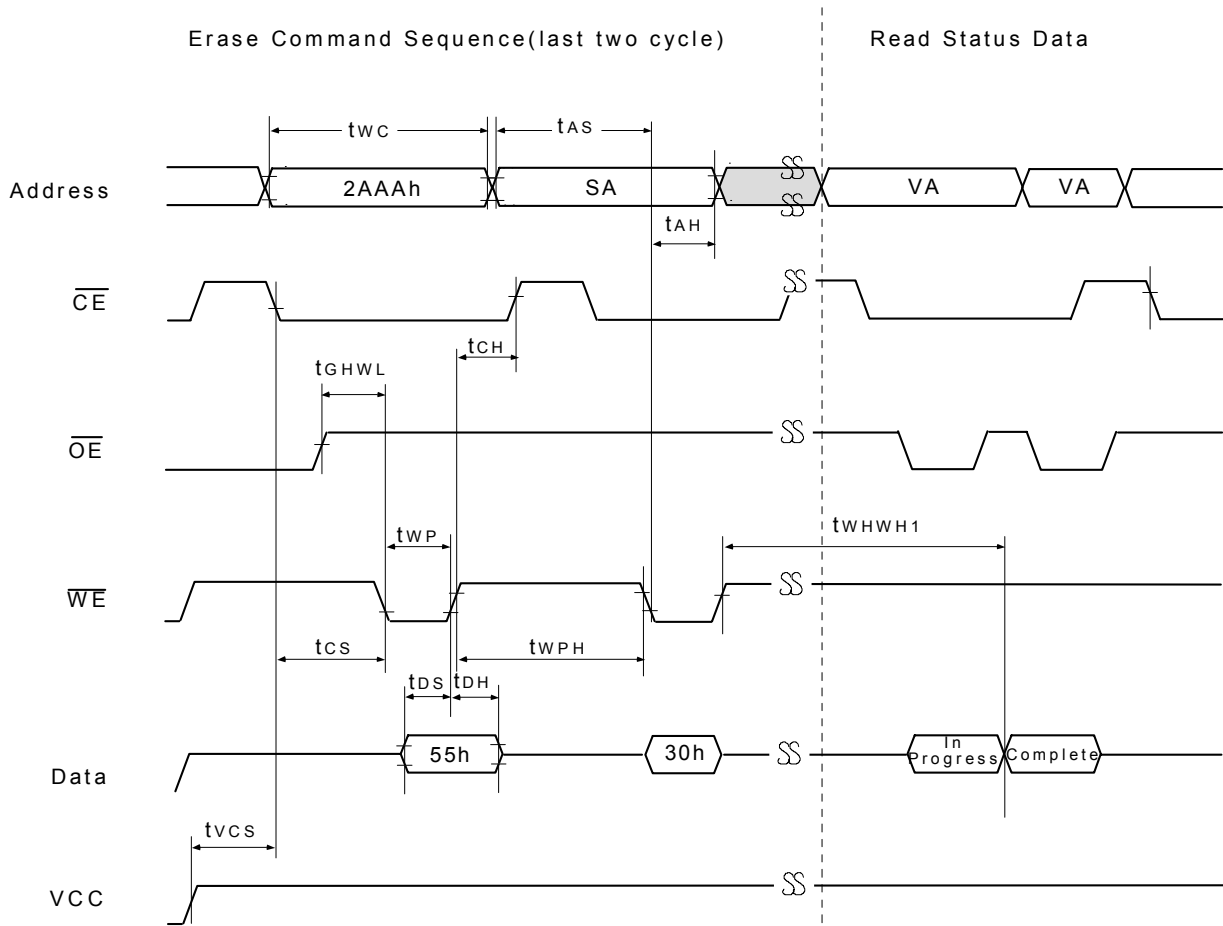 Erase Command Sequence(last two cycle)
Read Status Data
tWC
tAS
Address
2AAAh
SA
VA
VA
tAH
CE
tCH
tGHWL
OE
tWP
tWHWH1
WE
tCS
tWPH
tDS
tDH
Data
55h
30h
In
Progress
Complete
tVCS
VCC